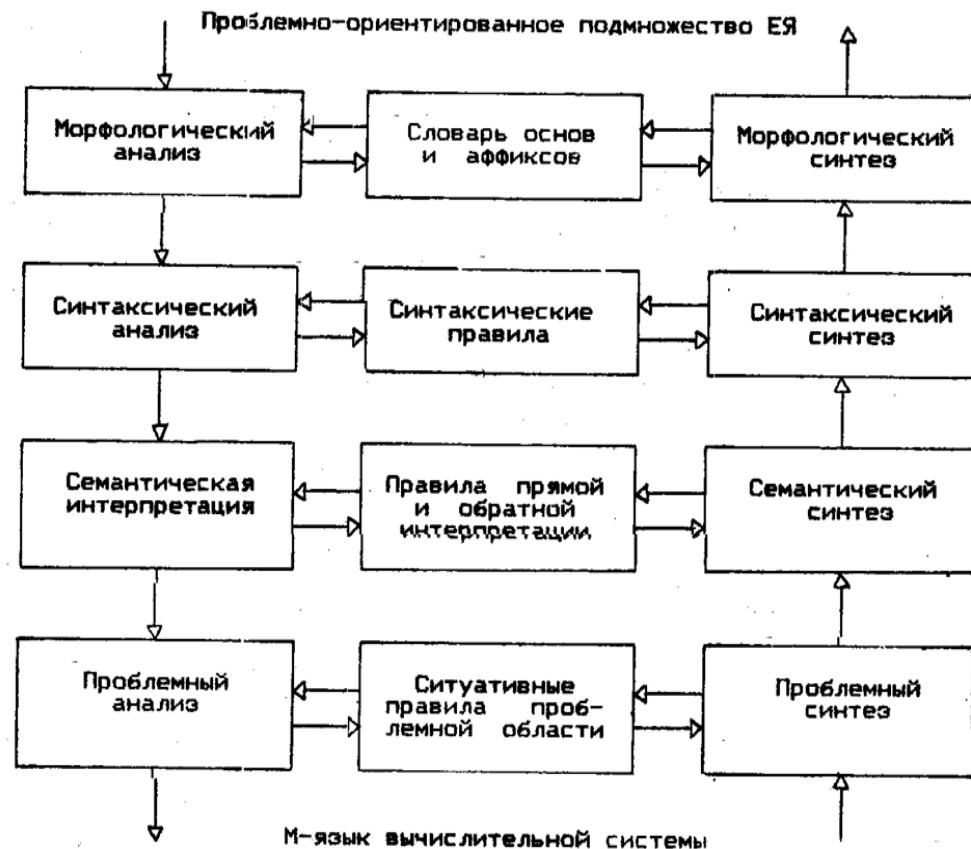 Проблемно-ориентированное подмножество ЕЯ
Морфологический
анализ
Словарь основ
и аффиксов
Морфологический
синтез
Синтаксический
анализ
Синтаксические
правила
Синтаксический
синтез
Семантическая
интерпретация
Правила прямой
и обратной
интерпретации
Семантический
синтез
Проблемный
анализ
Ситуативные
правила проб-
лемной области
Проблемный
синтез
М-язык вычислительной системы